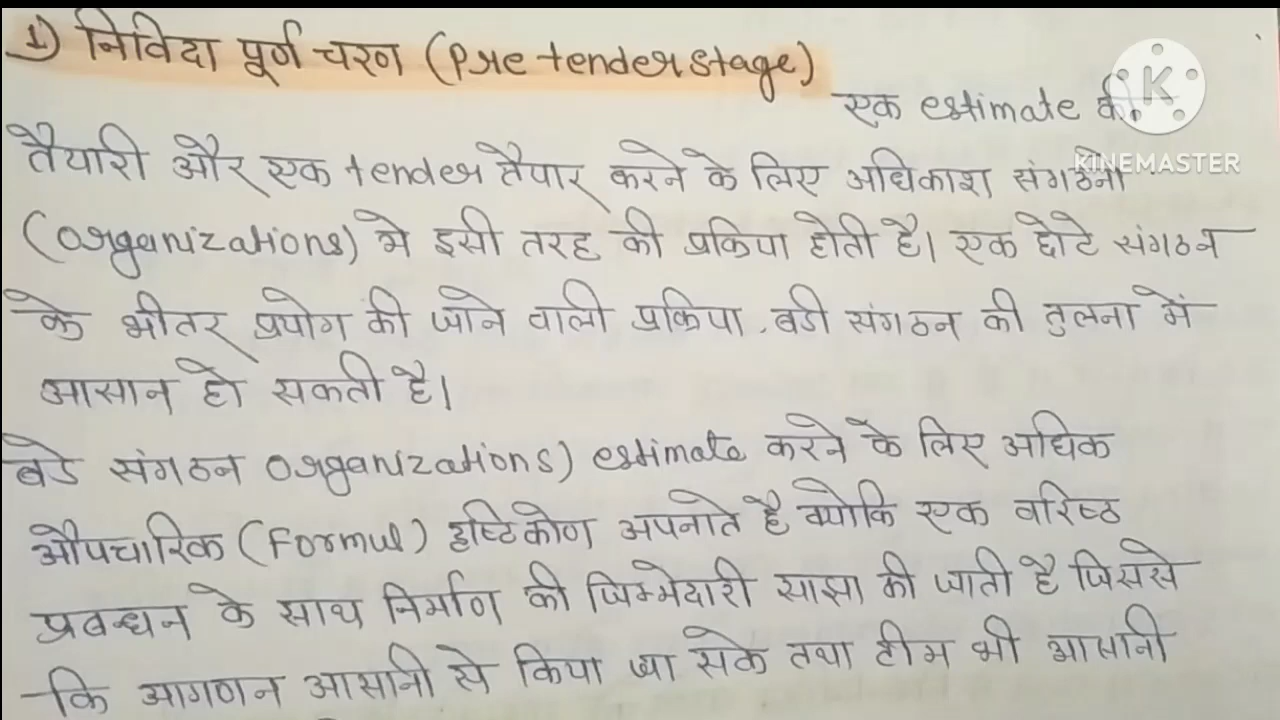 1) निविदा पूर्ण चरण (Pre tender stage)
एक estimate की
तैयारी और एक tender तैयार करने के लिए अधिकाश संगठनो
(organizations) मे इसी तरह की प्रकिया होती है। एक छोटे संगठन
के भीतर प्रयोग की जाने वाली प्रकिया बडी संगठन की तुलना में
आसान हो सकती है।
बडे संगठन organizations) estimate करने के लिए अधिक
औपचारिक (Formul) दृष्टिकोण अपनाते है क्योकि एक वरिष्ठ
प्रबन्धन के साथ निर्माण की जिम्मेदारी साझा की जाती है जिससे
कि आगणन आसानी से किया जा सके तथा टीम भी आसानी
K
KINEMASTER